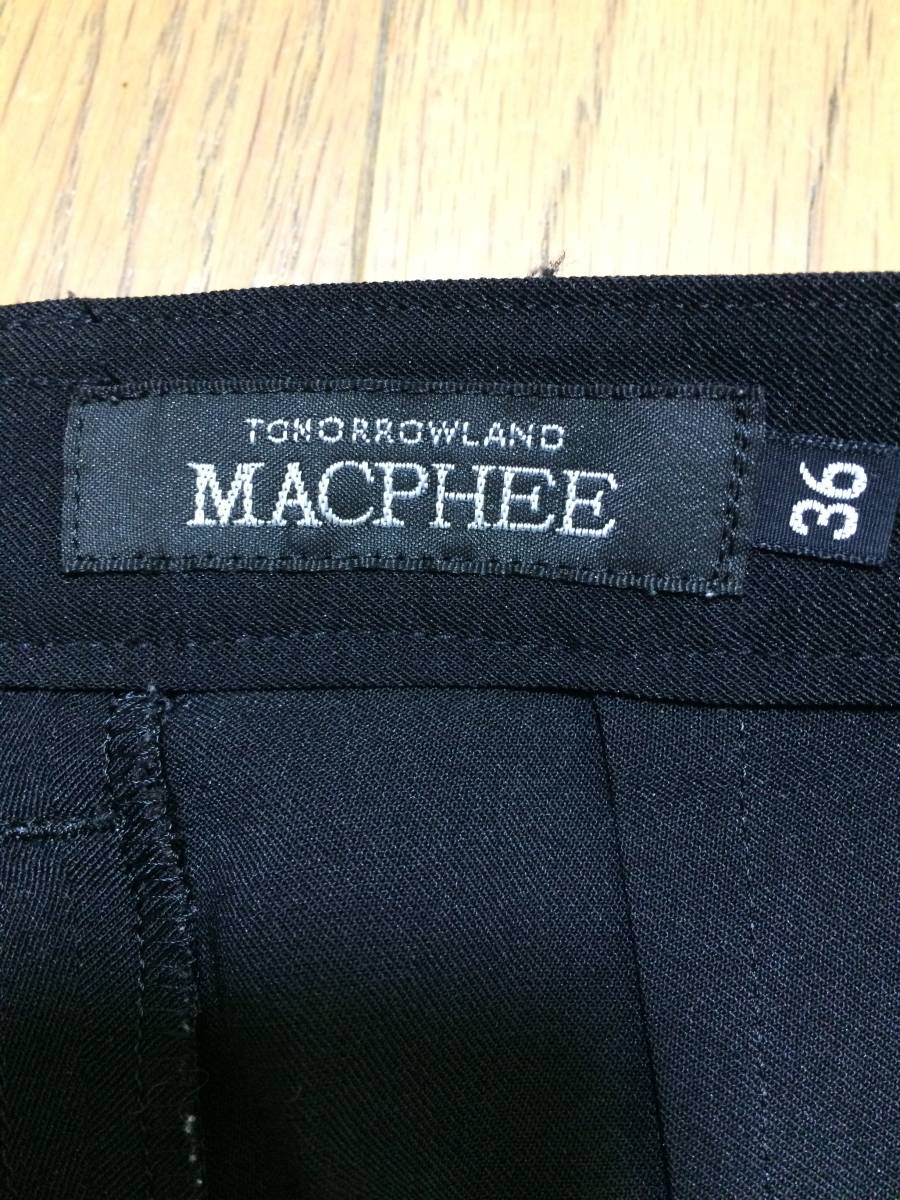 TOMORROWLAND
MACPHEE
36